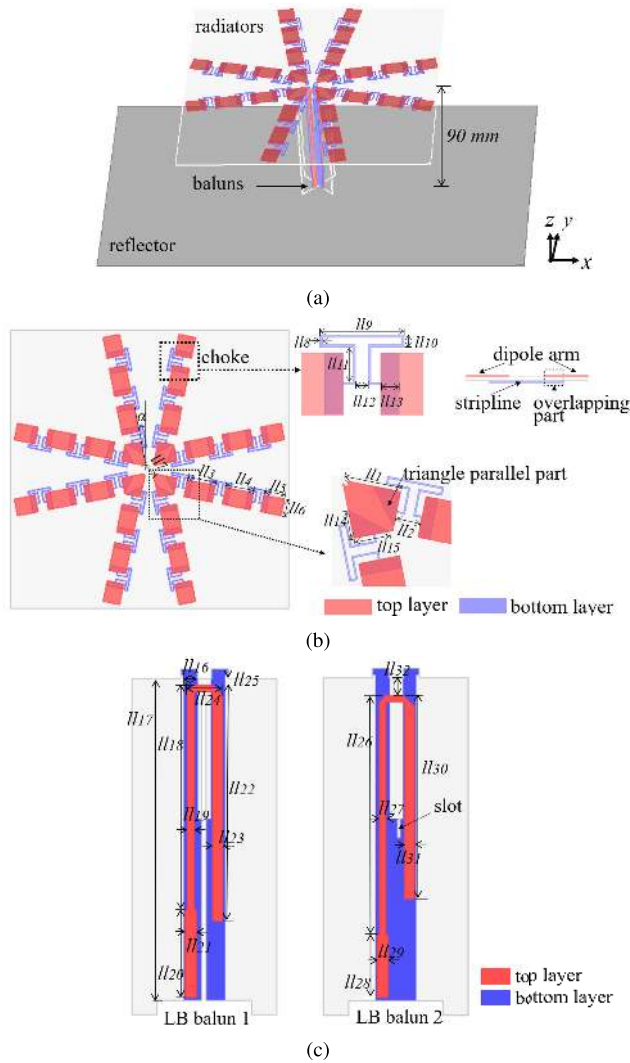 radiators
90 mm
baluns
reflector
z
y
x
(a)
choke
α
ll7
ll3
ll4
ll5
ll6
ll9
ll8
ll10
ll11
ll12
ll13
dipole arm
stripline
overlapping
part
ll1
triangle parallel part
ll14
ll2
ll15
top layer
bottom layer
(b)
ll16
ll25
ll24
ll17
ll18
ll22
ll19
ll23
ll21
ll20
LB balun 1
ll32
ll26
ll30
ll27
slot
ll31
ll29
ll28
LB balun 2
top layer
bottom layer
(c)